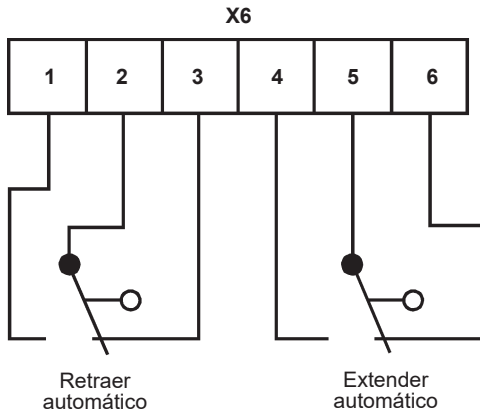 X6
1 2 3 4 5 6
Retraer
automático
Extender
automático